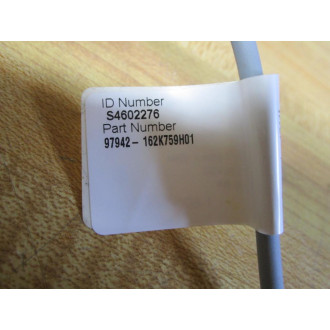 ID Number
S4602276
Part Number
97942- 162K759H01